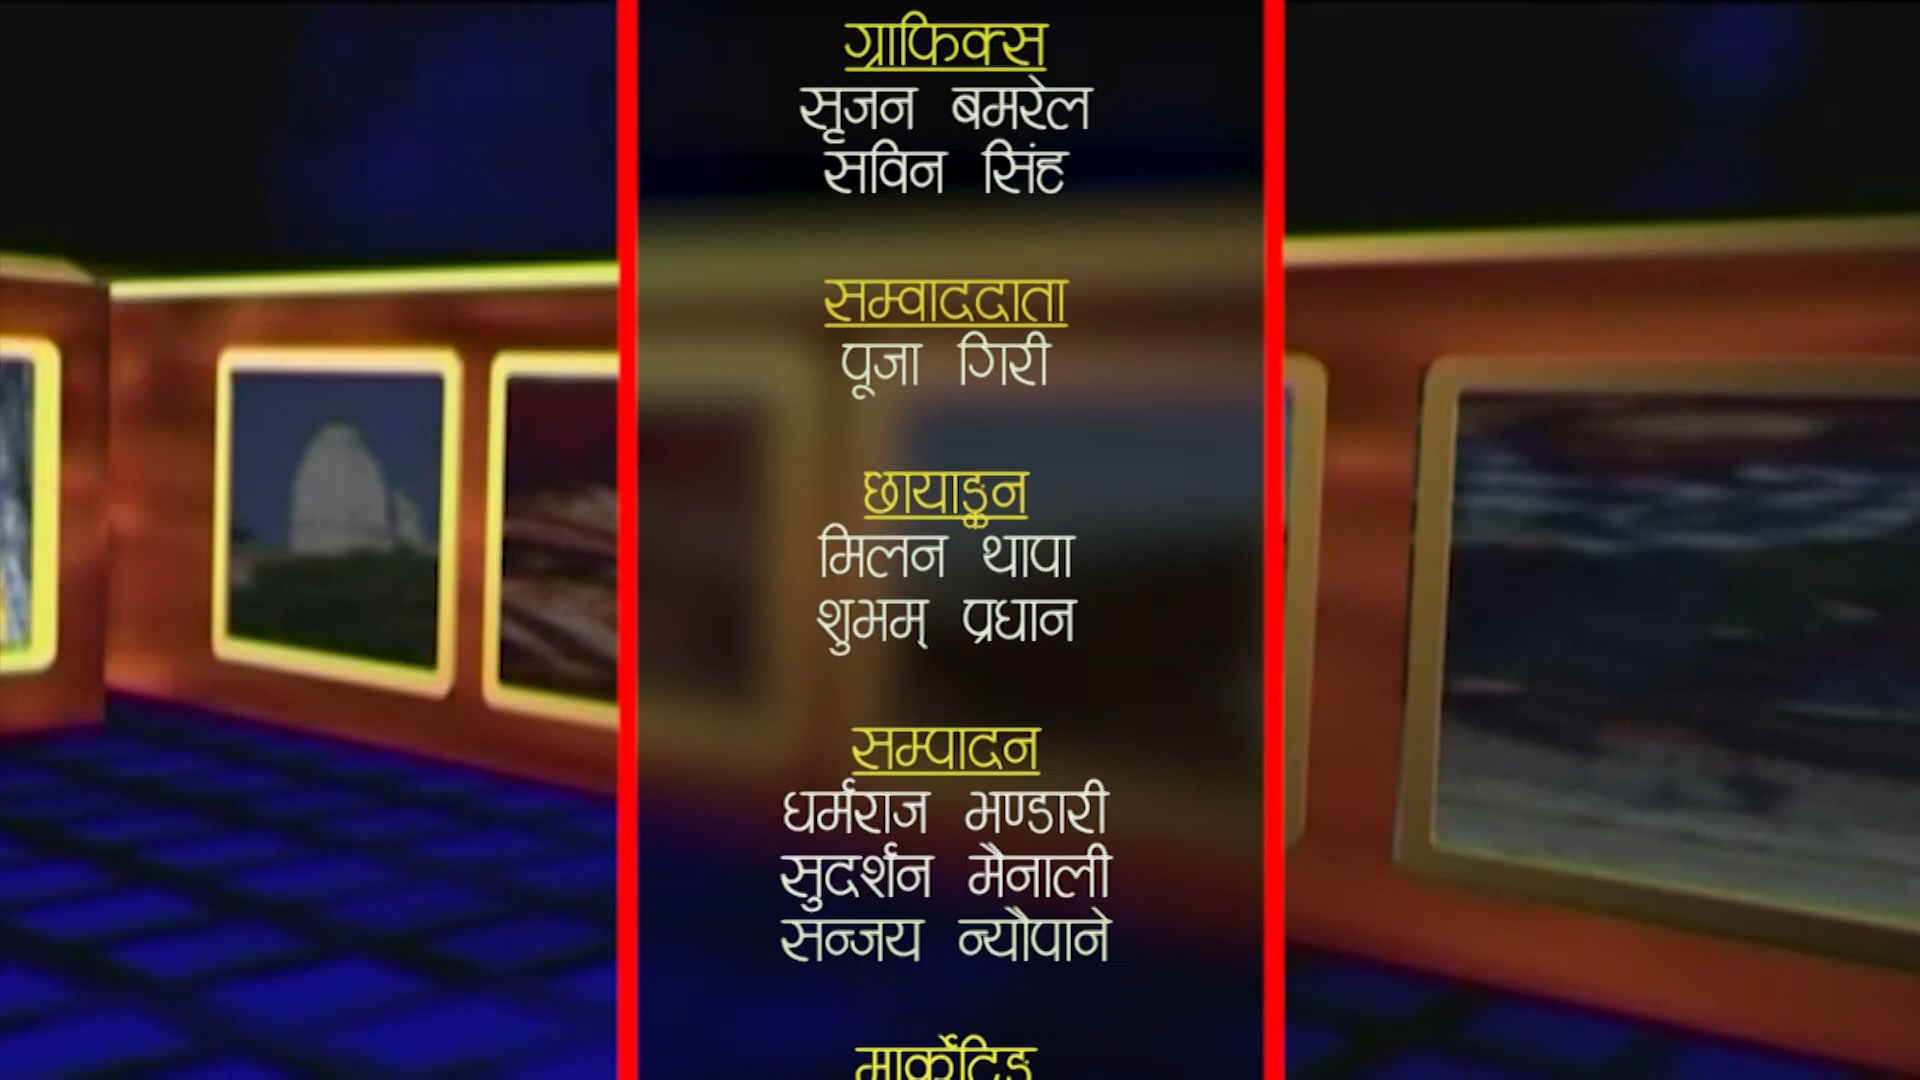 ग्राफिक्स
सृजन बमरेल
सविन सिंह
सम्वाददाता
पूजा गिरी
छायाङ्कन
मिलन थापा
शुभम् प्रधान
सम्पादन
धर्मराज भण्डारी
सुदर्शन मैनाली
सन्जय न्यौपाने
मार्केटिङ